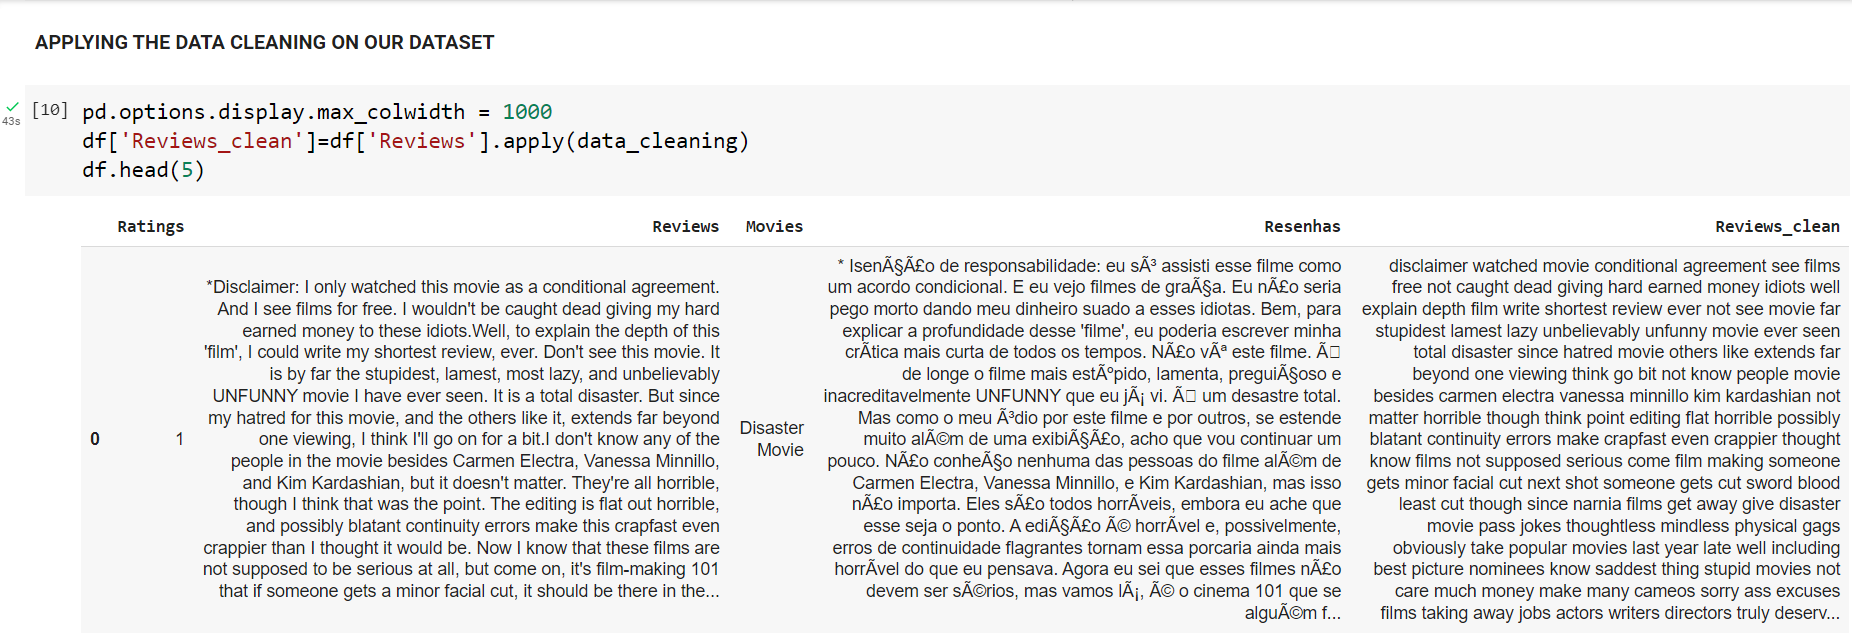 APPLYING THE DATA CLEANING ON OUR DATASET
[10] pd.options.display.max_colwidth = 1000
43s
df['Reviews_clean']=df['Reviews'].apply(data_cleaning)
df.head(5)
Ratings Reviews Movies Resenhas Reviews_clean
0
1
*Disclaimer: I only watched this movie as a conditional agreement.
And I see films for free. I wouldn't be caught dead giving my hard
earned money to these idiots.Well, to explain the depth of this
'film', I could write my shortest review, ever. Don't see this movie. It
is by far the stupidest, lamest, most lazy, and unbelievably
UNFUNNY movie I have ever seen. It is a total disaster. But since
my hatred for this movie, and the others like it, extends far beyond
one viewing, I think I'll go on for a bit.I don't know any of the
people in the movie besides Carmen Electra, Vanessa Minnillo,
and Kim Kardashian, but it doesn't matter. They're all horrible,
though I think that was the point. The editing is flat out horrible,
and possibly blatant continuity errors make this crapfast even
crappier than I thought it would be. Now I know that these films are
not supposed to be serious at all, but come on, it's film-making 101
that if someone gets a minor facial cut, it should be there in the...
Disaster
Movie
* IsenÃ§Ã£o de responsabilidade: eu sÃ³ assisti esse filme como
um acordo condicional. E eu vejo filmes de graÃ§a. Eu nÃ£o seria
pego morto dando meu dinheiro suado a esses idiotas. Bem, para
explicar a profundidade desse 'filme', eu poderia escrever minha
crÃ­tica mais curta de todos os tempos. NÃ£o vÃª este filme. Ã
de longe o filme mais estÃºpido, lamenta, preguiÃ§oso e
inacreditavelmente UNFUNNY que eu jÃ¡ vi. Ã um desastre total.
Mas como o meu Ã³dio por este filme e por outros, se estende
muito alÃ©m de uma exibiÃ§Ã£o, acho que vou continuar um
pouco. NÃ£o conheÃ§o nenhuma das pessoas do filme alÃ©m de
Carmen Electra, Vanessa Minnillo, e Kim Kardashian, mas isso
nÃ£o importa. Eles sÃ£o todos horrÃ­veis, embora eu ache que
esse seja o ponto. A ediÃ§Ã£o Ã© horrÃ­vel e, possivelmente,
erros de continuidade flagrantes tornam essa porcaria ainda mais
horrÃ­vel do que eu pensava. Agora eu sei que esses filmes nÃ£o
devem ser sÃ©rios, mas vamos lÃ¡, Ã© o cinema 101 que se
alguÃ©m f...
disclaimer watched movie conditional agreement see films
free not caught dead giving hard earned money idiots well
explain depth film write shortest review ever not see movie far
stupidest lamest lazy unbelievably unfunny movie ever seen
total disaster since hatred movie others like extends far
beyond one viewing think go bit not know people movie
besides carmen electra vanessa minnillo kim kardashian not
matter horrible though think point editing flat horrible possibly
blatant continuity errors make crapfast even crappier thought
know films not supposed serious come film making someone
gets minor facial cut next shot someone gets cut sword blood
least cut though since narnia films get away give disaster
movie pass jokes thoughtless mindless physical gags
obviously take popular movies last year late well including
best picture nominees know saddest thing stupid movies not
care much money make many cameos sorry ass excuses
films taking away jobs actors writers directors truly deserv...